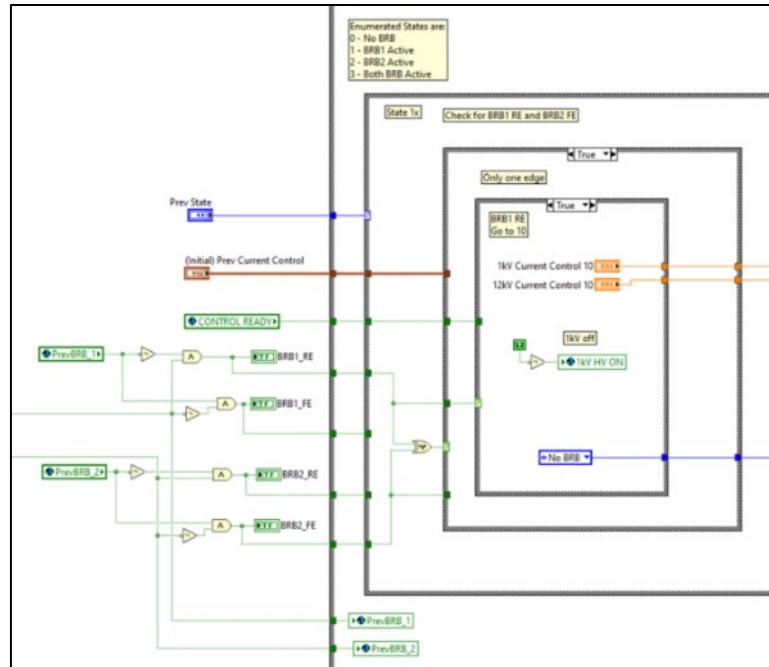 Enumerated States are:
0 - No BRB
1 - BRB1 Active
2 - BRB2 Active
3 - Both BRB Active
State 1x
Check for BRB1 RE and BRB2 FE
True
Only one edge
True
Prev State
BRB1 RE
Go to 10
(Initial) Prev Current Control
1kV Current Control 10
12kV Current Control 10
CONTROL READY
1kV off
PrevBRB_1
BRB1_RE
1kV HV ON
BRB1_FE
No BRB
PrevBRB_2
BRB2_RE
BRB2_FE
PrevBRB_1
PrevBRB_2